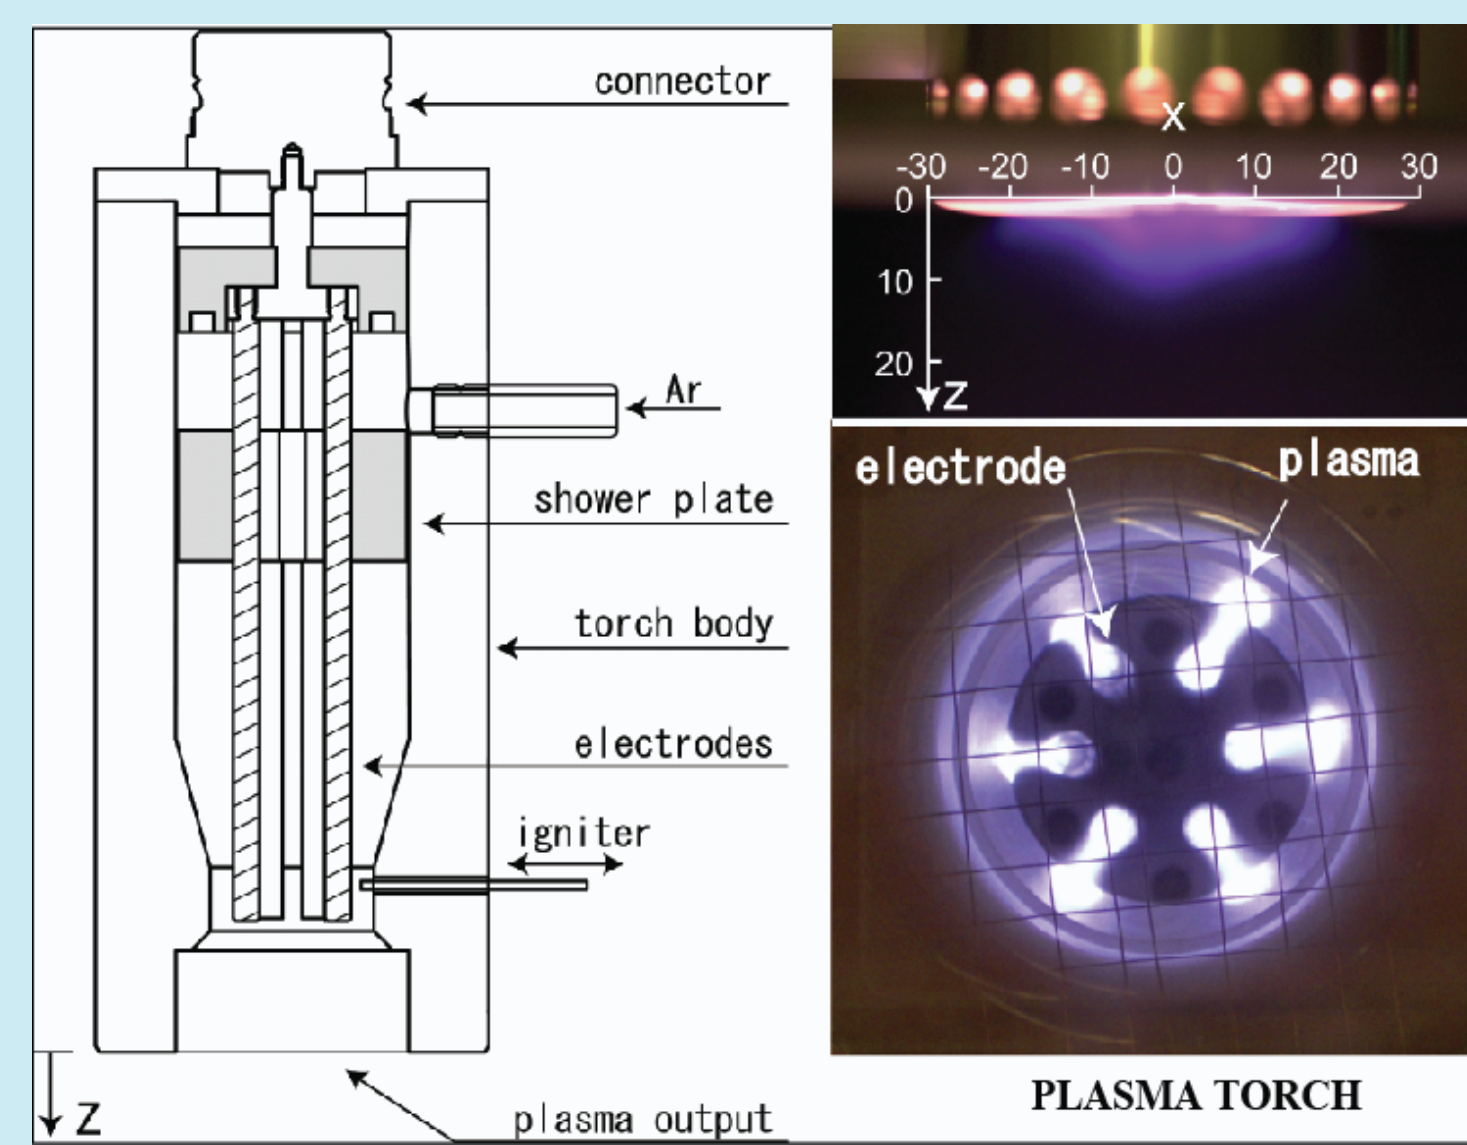 connector
Ar
shower plate
torch body
electrodes
igniter
plasma output
Z
X
-30 -20 -10 0 10 20 30
0
10
20
Z
electrode
plasma
PLASMA TORCH